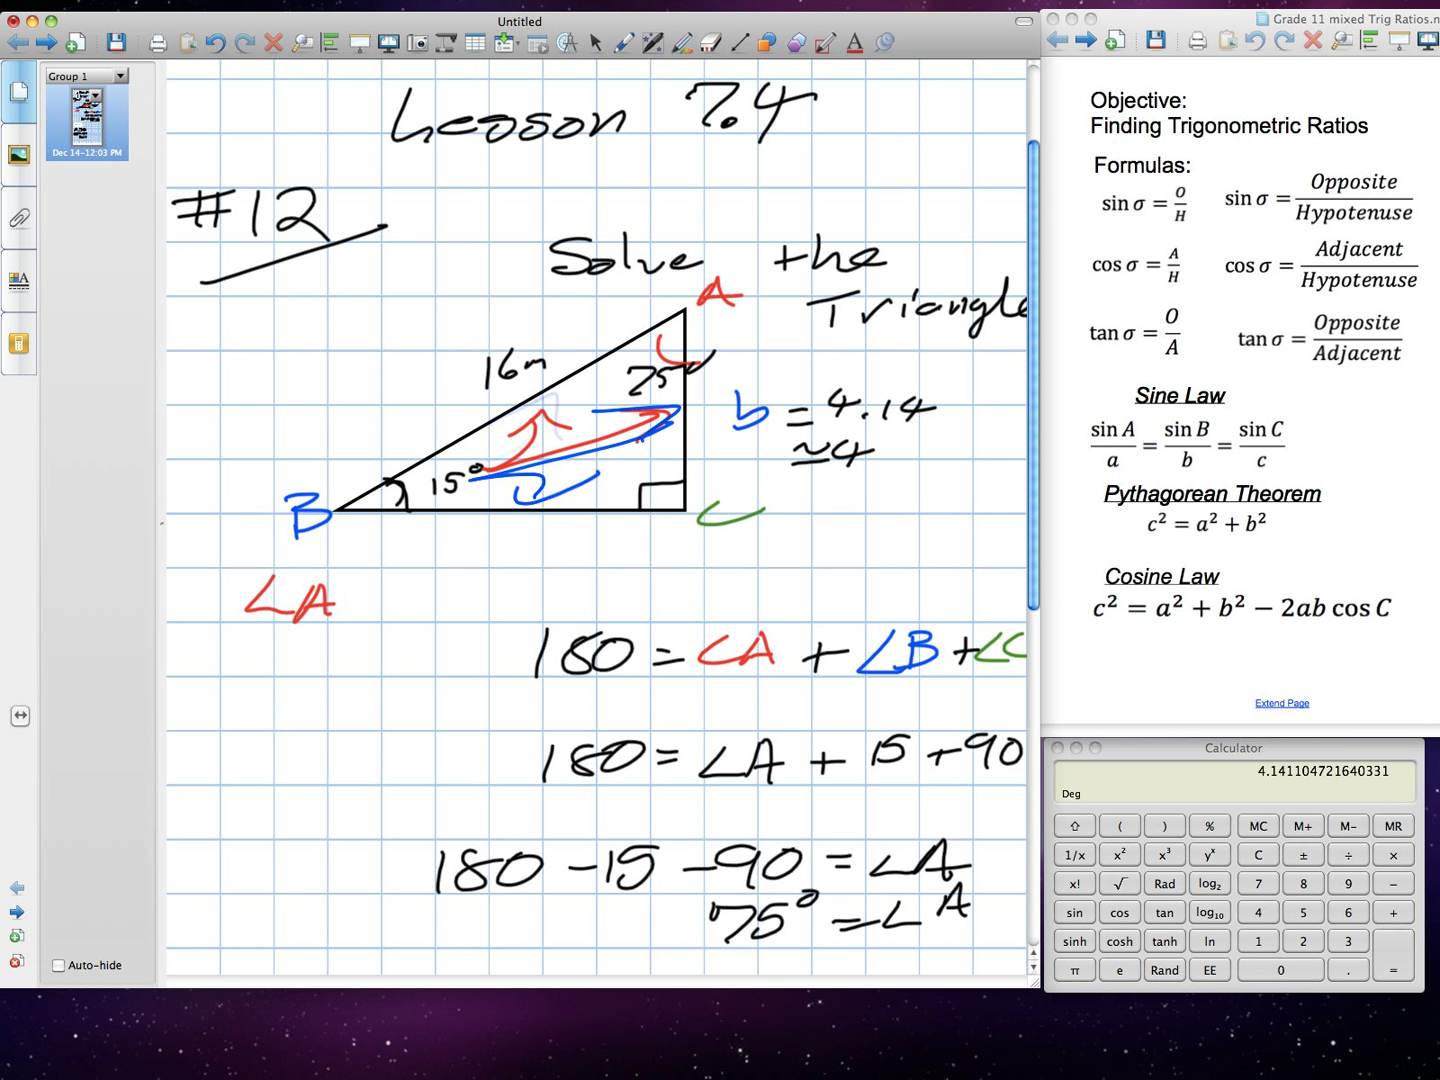 Untitled
Group 1
Dec 14-12:03 PM
Auto-hide
Lesson 7.4
#12
Solve the
Triangle
A
16m
75°
b = 4.14
≈4
15°
B
C
∠A
180 = ∠A + ∠B + ∠C
180 = ∠A + 15 + 90
180 - 15 - 90 = ∠A
75° = ∠A
Grade 11 mixed Trig Ratios.n
Objective:
Finding Trigonometric Ratios
Formulas:
sin σ = O/H sin σ = Opposite/Hypotenuse
cos σ = A/H cos σ = Adjacent/Hypotenuse
tan σ = O/A tan σ = Opposite/Adjacent
Sine Law
sin A/a = sin B/b = sin C/c
Pythagorean Theorem
c² = a² + b²
Cosine Law
c² = a² + b² − 2ab cos C
Extend Page
Calculator
4.141104721640331
Deg
⇧ ( ) % MC M+ M- MR
1/x x² x³ yˣ C ± ÷ ×
x! √ Rad log₂ 7 8 9 −
sin cos tan log₁₀ 4 5 6 +
sinh cosh tanh ln 1 2 3
π e Rand EE 0 . =